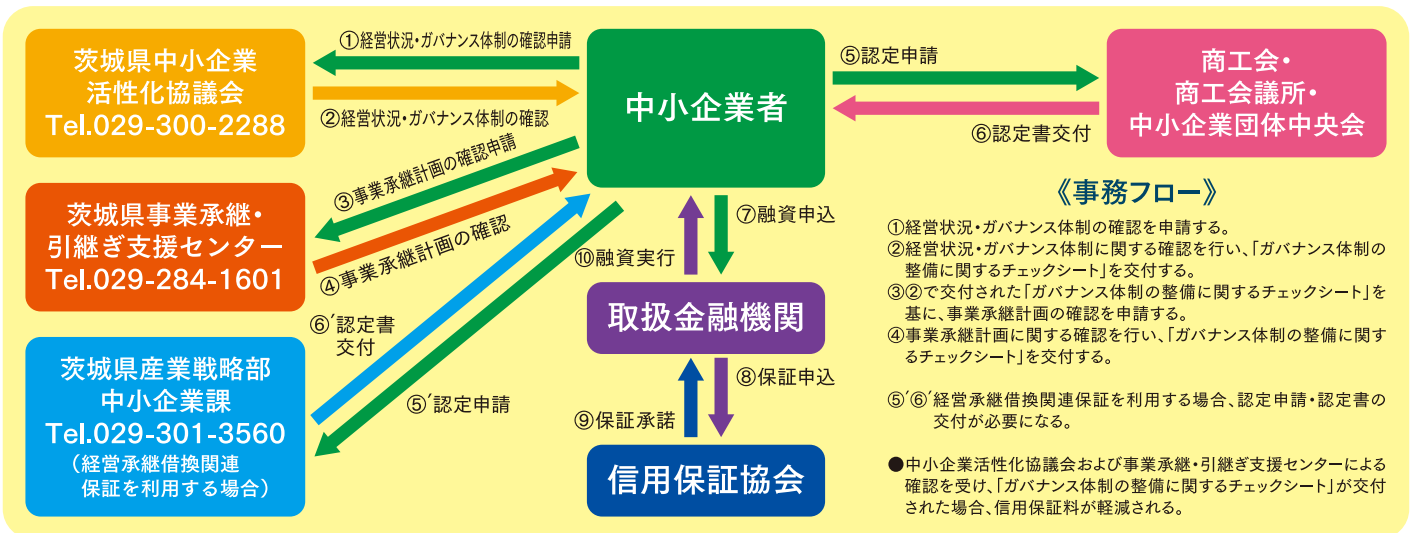 茨城県中小企業
活性化協議会
Tel.029-300-2288
①経営状況・ガバナンス体制の確認申請
②経営状況・ガバナンス体制の確認
中小企業者
⑤認定申請
⑥認定書交付
商工会・
商工会議所・
中小企業団体中央会
茨城県事業承継・
引継ぎ支援センター
Tel.029-284-1601
③事業承継計画の確認申請
④事業承継計画の確認
茨城県産業戦略部
中小企業課
Tel.029-301-3560
(経営承継借換関連
保証を利用する場合)
⑥′認定書
交付
⑤′認定申請
⑦融資申込
⑩融資実行
取扱金融機関
⑧保証申込
⑨保証承諾
信用保証協会
《事務フロー》
①経営状況・ガバナンス体制の確認を申請する。
②経営状況・ガバナンス体制に関する確認を行い、「ガバナンス体制の
整備に関するチェックシート」を交付する。
③②で交付された「ガバナンス体制の整備に関するチェックシート」を
基に、事業承継計画の確認を申請する。
④事業承継計画に関する確認を行い、「ガバナンス体制の整備に関す
るチェックシート」を交付する。
⑤′⑥′経営承継借換関連保証を利用する場合、認定申請・認定書の
交付が必要になる。
●中小企業活性化協議会および事業承継・引継ぎ支援センターによる
確認を受け、「ガバナンス体制の整備に関するチェックシート」が交付
された場合、信用保証料が軽減される。